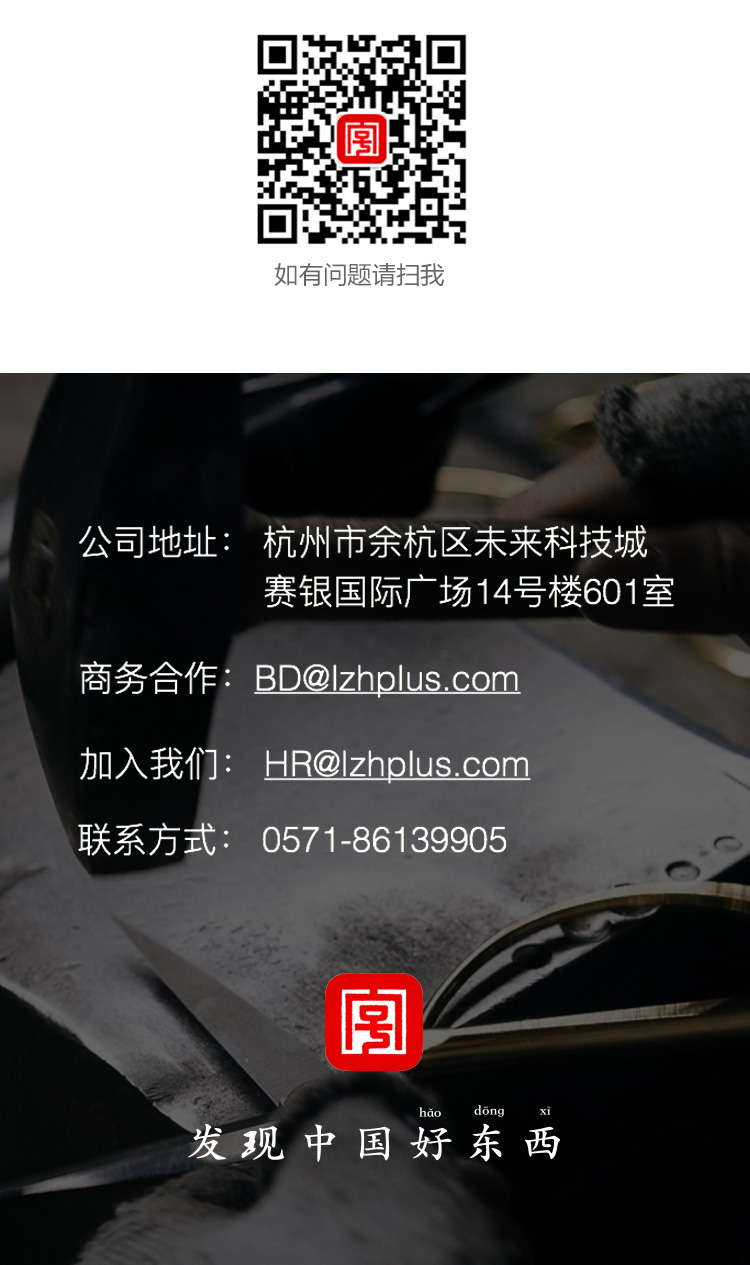 如有问题请扫我
公司地址： 杭州市余杭区未来科技城
赛银国际广场14号楼601室
商务合作：BD@lzhplus.com
加入我们： HR@lzhplus.com
联系方式： 0571-86139905
hǎo dōng xī
发现中国好东西